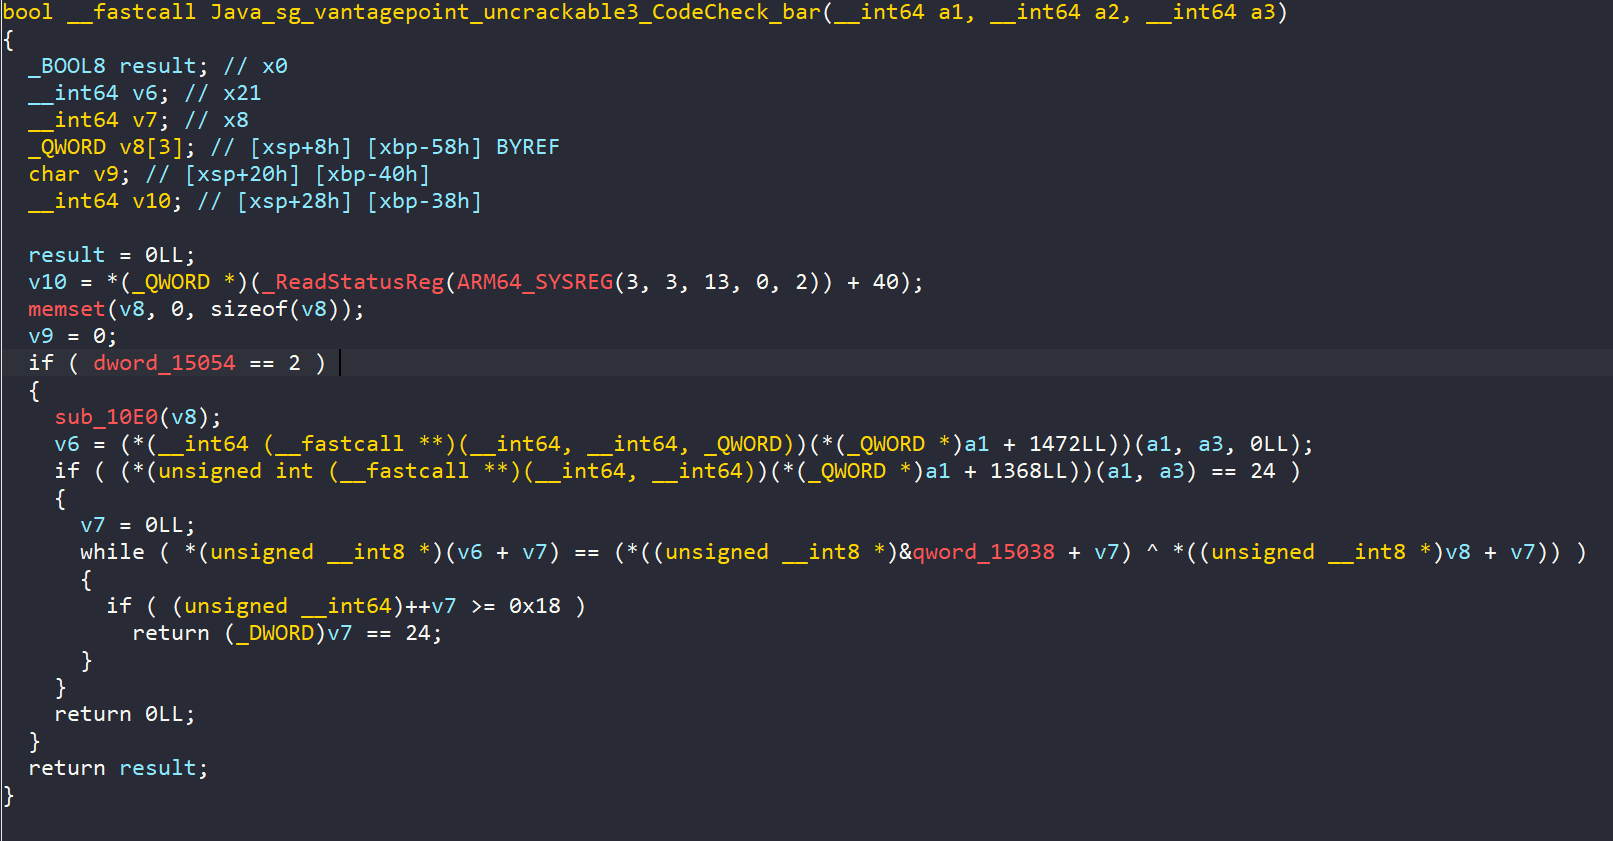 bool __fastcall Java_sg_vantagepoint_uncrackable3_CodeCheck_bar(__int64 a1, __int64 a2, __int64 a3)
{
  _BOOL8 result; // x0
  __int64 v6; // x21
  __int64 v7; // x8
  _QWORD v8[3]; // [xsp+8h] [xbp-58h] BYREF
  char v9; // [xsp+20h] [xbp-40h]
  __int64 v10; // [xsp+28h] [xbp-38h]

  result = 0LL;
  v10 = *(_QWORD *)(_ReadStatusReg(ARM64_SYSREG(3, 3, 13, 0, 2)) + 40);
  memset(v8, 0, sizeof(v8));
  v9 = 0;
  if ( dword_15054 == 2 )
  {
    sub_10E0(v8);
    v6 = (*(__int64 (__fastcall **)(__int64, __int64, _QWORD))(*(_QWORD *)a1 + 1472LL))(a1, a3, 0LL);
    if ( (*(unsigned int (__fastcall **)(__int64, __int64))(*(_QWORD *)a1 + 1368LL))(a1, a3) == 24 )
    {
      v7 = 0LL;
      while ( *(unsigned __int8 *)(v6 + v7) == (*((unsigned __int8 *)&qword_15038 + v7) ^ *((unsigned __int8 *)v8 + v7)) )
      {
        if ( (unsigned __int64)++v7 >= 0x18 )
          return (_DWORD)v7 == 24;
      }
    }
    return 0LL;
  }
  return result;
}